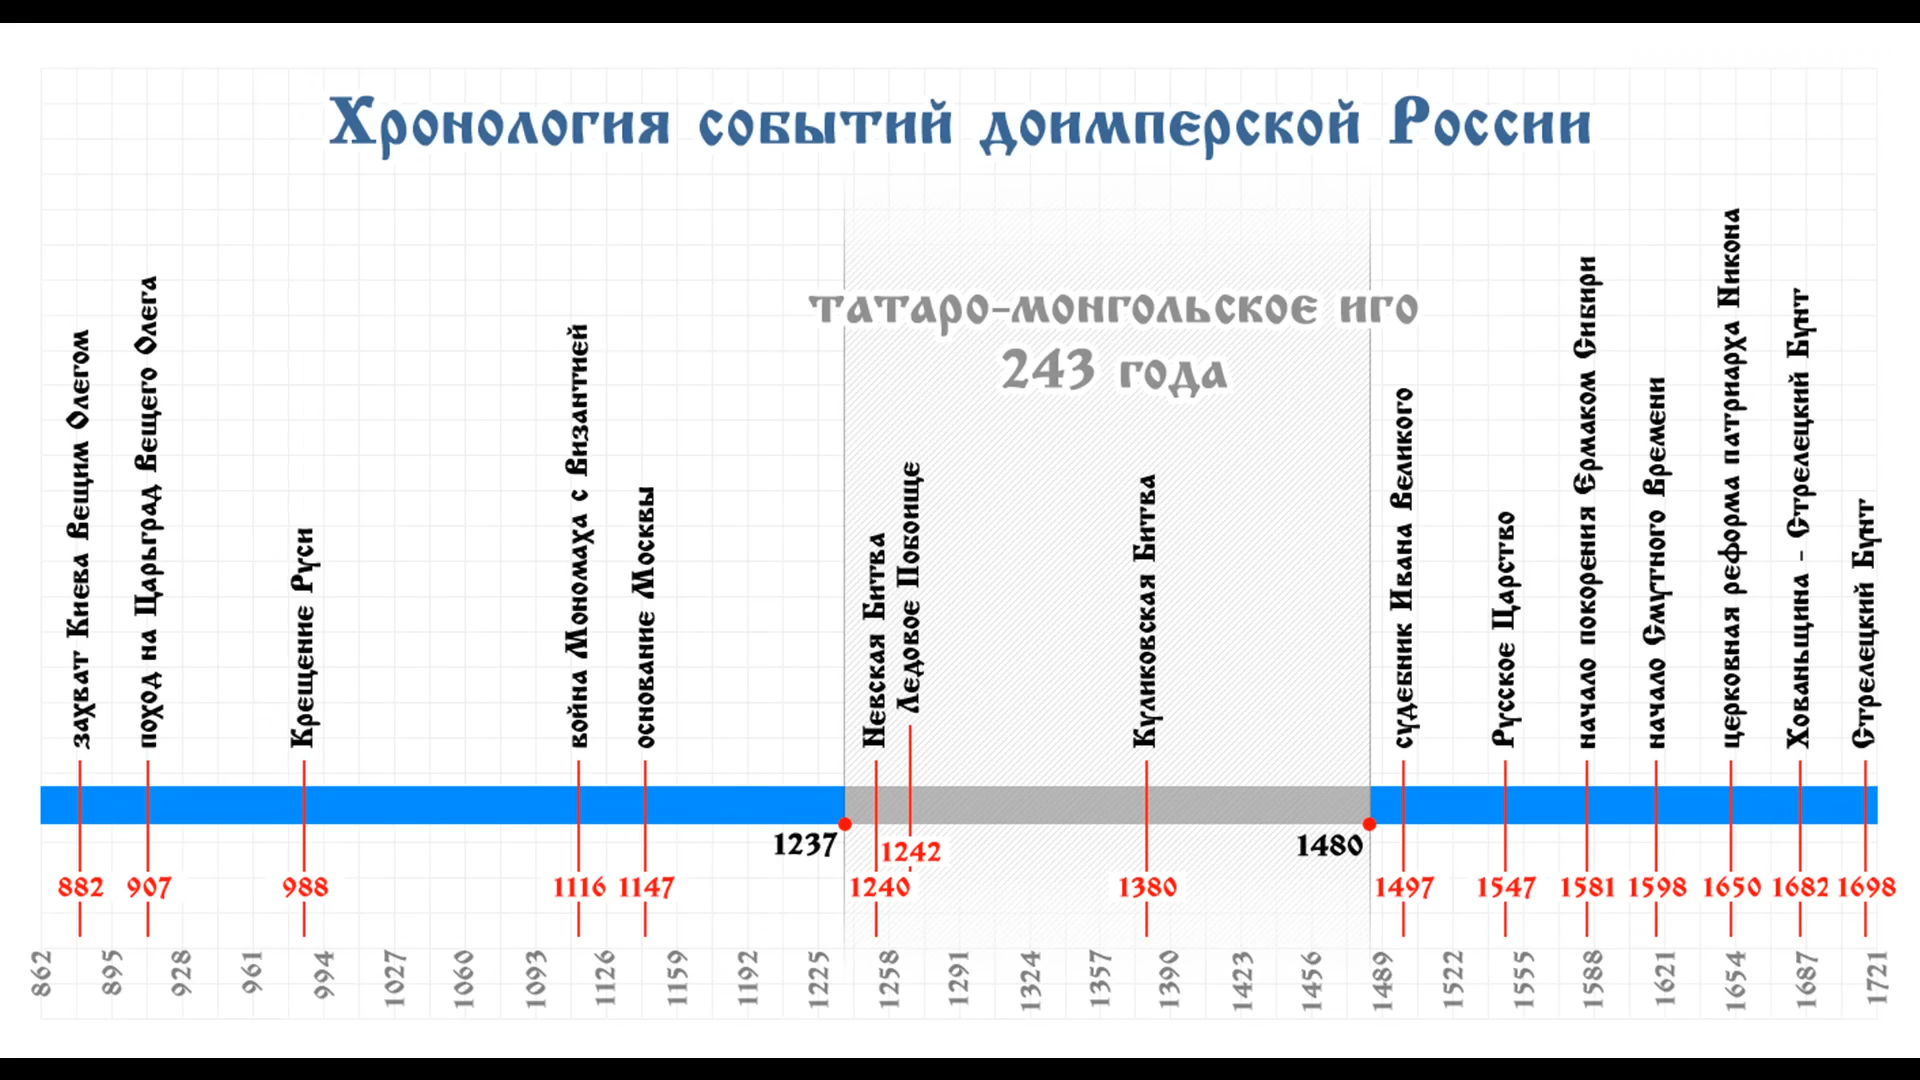 Хронология событий доимперской России
татаро-монгольское иго
243 года
захват Киева Вещим Олегом
поход на Царьград Вещего Олега
Крещение Руси
война Мономаха с Византией
основание Москвы
Невская Битва
Ледовое Побоище
Куликовская Битва
судебник Ивана Великого
Русское Царство
начало покорения Ермаком Сибири
начало Смутного Времени
церковная реформа патриарха Никона
Хованьщина - Стрелецкий Бунт
Стрелецкий Бунт
1237
1480
882
907
988
1116
1147
1240
1242
1380
1497
1547
1581
1598
1650
1682
1698
862
895
928
961
994
1027
1060
1093
1126
1159
1192
1225
1258
1291
1324
1357
1390
1423
1456
1489
1522
1555
1588
1621
1654
1687
1721